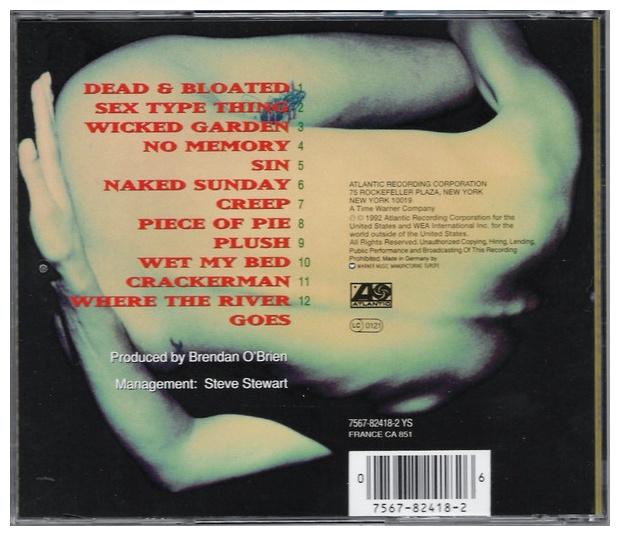 DEAD & BLOATED 1
SEX TYPE THING 2
WICKED GARDEN 3
NO MEMORY 4
SIN 5
NAKED SUNDAY 6
CREEP 7
PIECE OF PIE 8
PLUSH 9
WET MY BED 10
CRACKERMAN 11
WHERE THE RIVER 12
GOES
Produced by Brendan O'Brien
Management: Steve Stewart
ATLANTIC RECORDING CORPORATION
75 ROCKEFELLER PLAZA, NEW YORK
NEW YORK 10019
A Time Warner Company
℗ © 1992 Atlantic Recording Corporation for the
United States and WEA International Inc. for the
world outside of the United States.
All Rights Reserved. Unauthorized Copying, Hiring, Lending,
Public Performance and Broadcasting Of This Recording
Prohibited. Made in Germany by
WARNER MUSIC MANUFACTURING EUROPE
ATLANTIC
LC 0121
7567-82418-2 YS
FRANCE CA 851
0 6
7567-82418-2